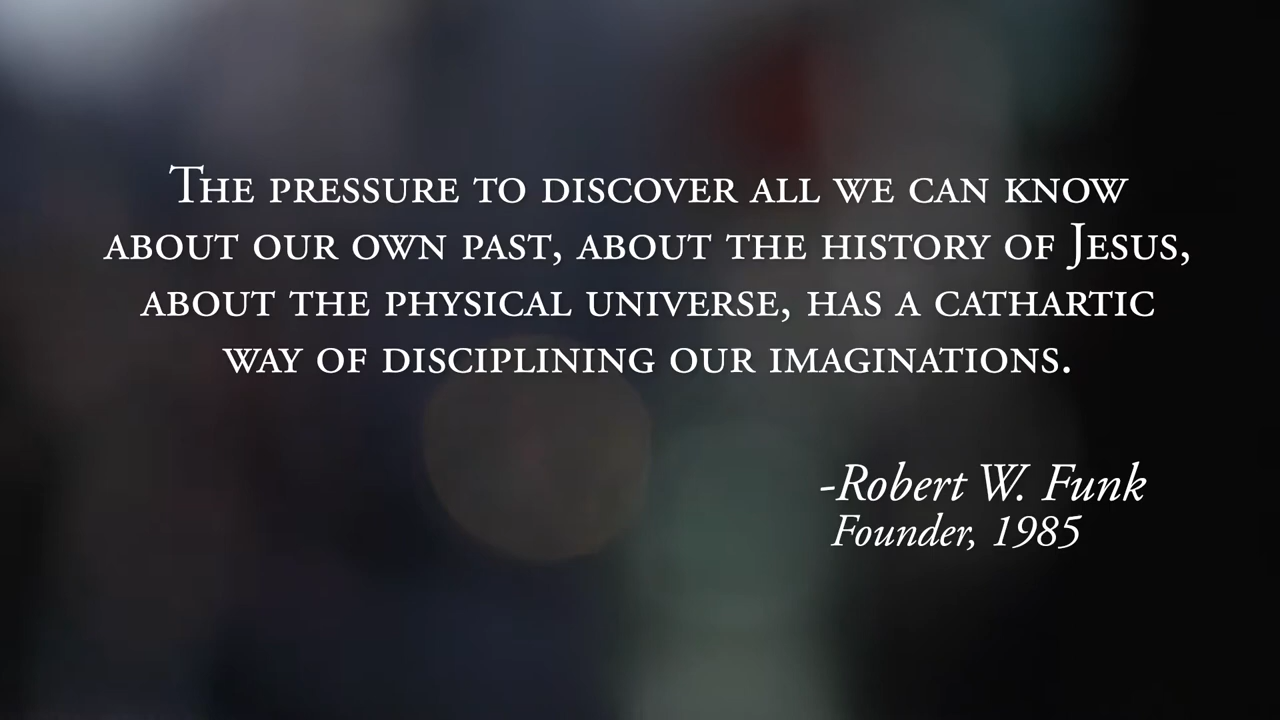 The pressure to discover all we can know
about our own past, about the history of Jesus,
about the physical universe, has a cathartic
way of disciplining our imaginations.
-Robert W. Funk
Founder, 1985